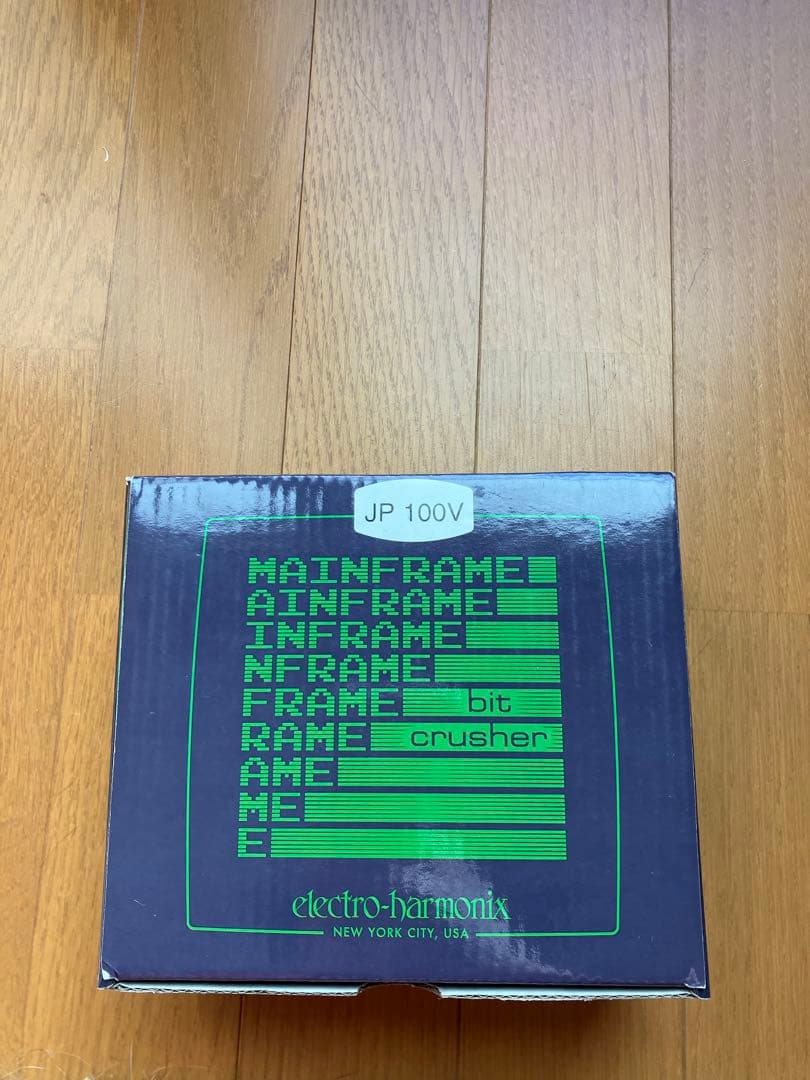 JP 100V
MAINFRAME
AINFRAME
INFRAME
NFRAME
FRAME bit
RAME crusher
AME
ME
E
electro-harmonix
NEW YORK CITY, USA